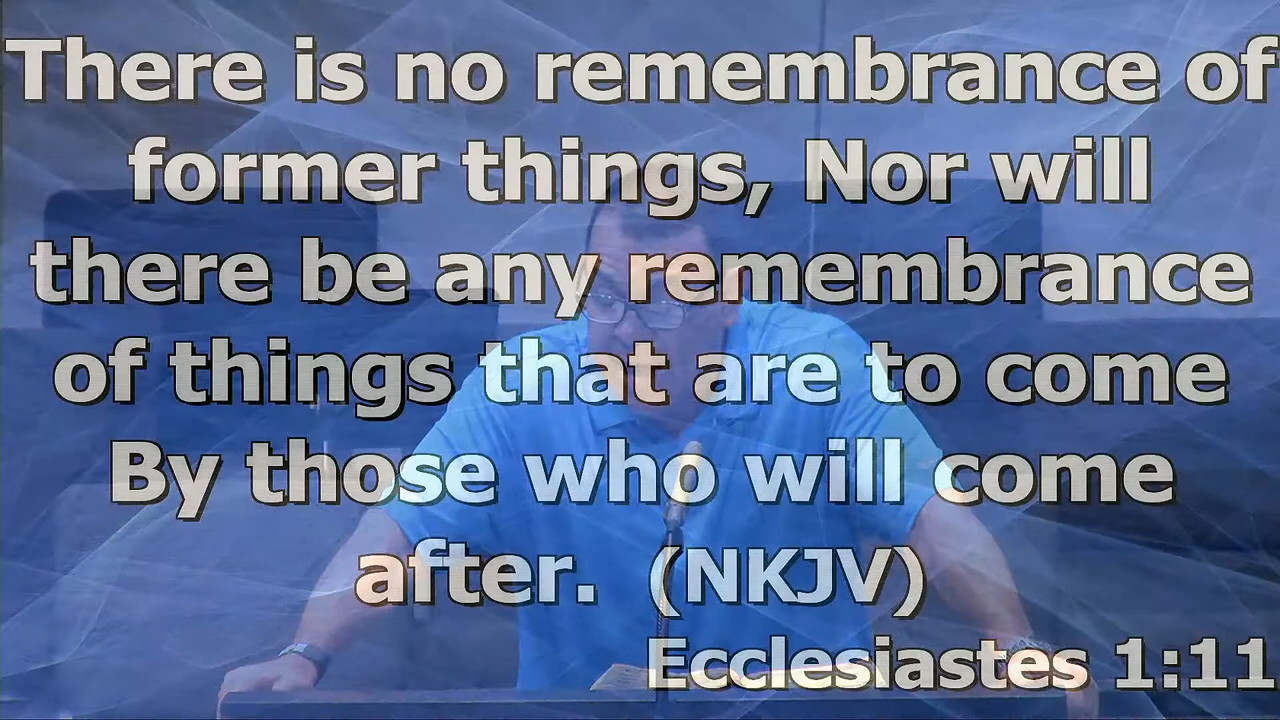 There is no remembrance of
former things, Nor will
there be any remembrance
of things that are to come
By those who will come
after. (NKJV)
Ecclesiastes 1:11